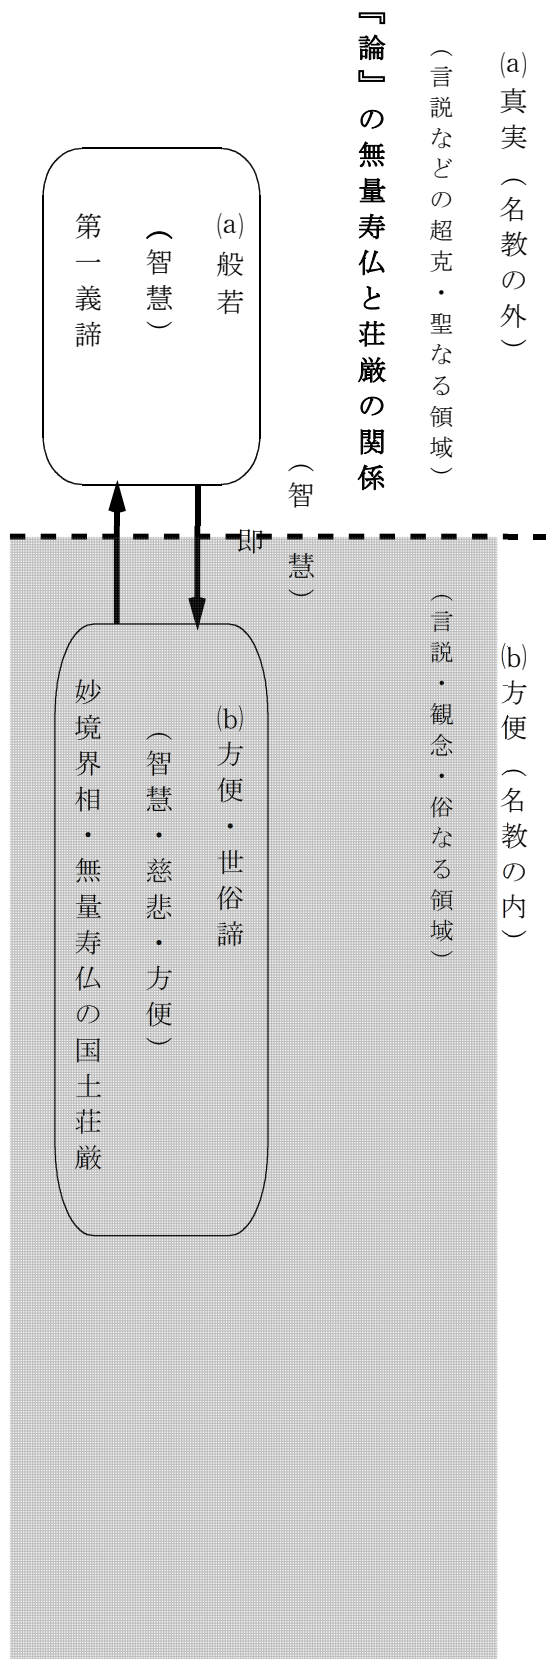 (a)真実（名教の外）
(b)方便（名教の内）
（言説などの超克・聖なる領域）
（言説・観念・俗なる領域）
『論』の無量寿仏と荘厳の関係
（智慧）
即
(a)般若
（智慧）
第一義諦
(b)方便・世俗諦
（智慧・慈悲・方便）
妙境界相・無量寿仏の国土荘厳